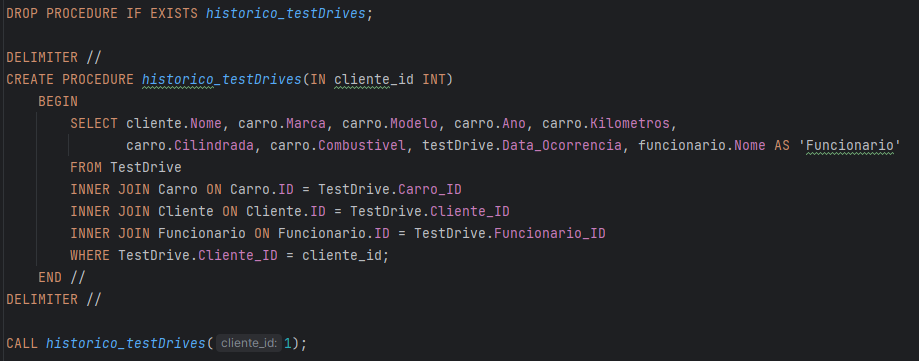 DROP PROCEDURE IF EXISTS historico_testDrives;
DELIMITER //
CREATE PROCEDURE historico_testDrives(IN cliente_id INT)
BEGIN
SELECT cliente.Nome, carro.Marca, carro.Modelo, carro.Ano, carro.Kilometros,
carro.Cilindrada, carro.Combustivel, testDrive.Data_Ocorrencia, funcionario.Nome AS 'Funcionario'
FROM TestDrive
INNER JOIN Carro ON Carro.ID = TestDrive.Carro_ID
INNER JOIN Cliente ON Cliente.ID = TestDrive.Cliente_ID
INNER JOIN Funcionario ON Funcionario.ID = TestDrive.Funcionario_ID
WHERE TestDrive.Cliente_ID = cliente_id;
END //
DELIMITER //
CALL historico_testDrives( cliente_id: 1);